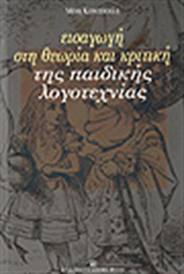 εισαγωγή
στη θεωρία και κριτική
της παιδικής
λογοτεχνίας